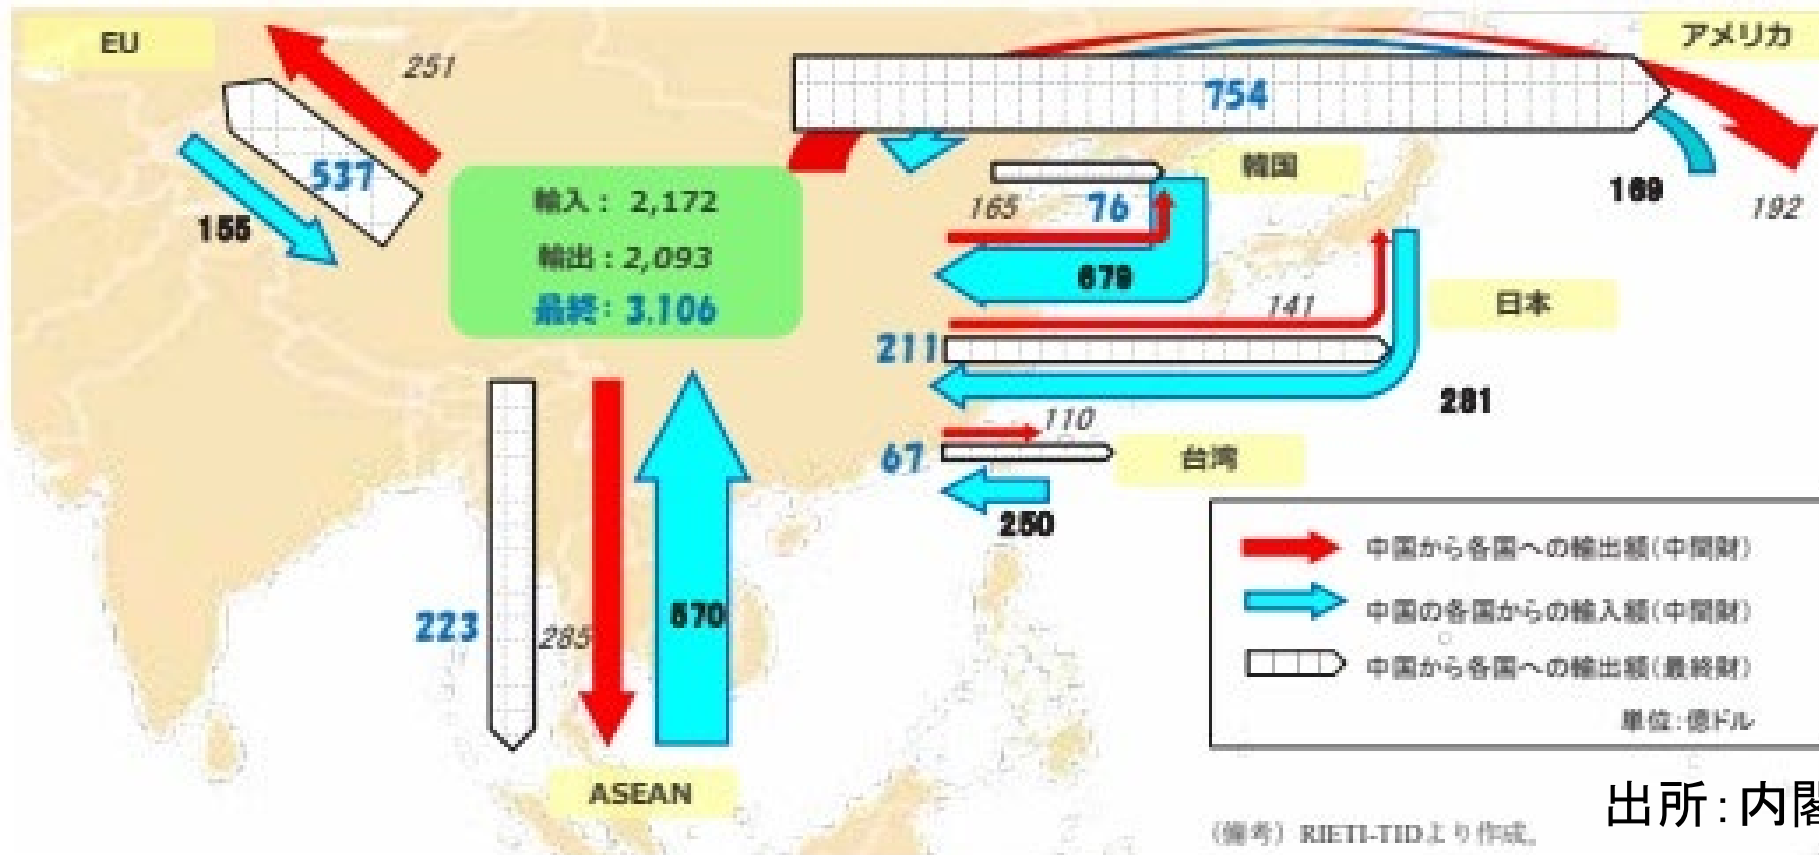 EU
251
537
155
アメリカ
754
169
192
輸入： 2,172
輸出：2,093
最終：3.106
韓国
165
76
679
日本
141
211
281
110
67
台湾
250
223
285
570
ASEAN
中国から各国への輸出額(中間財)
中国の各国からの輸入額(中間財)
中国から各国への輸出額(最終財)
単位：億ドル
（備考）RIETI-TIDより作成。
出所：内閣